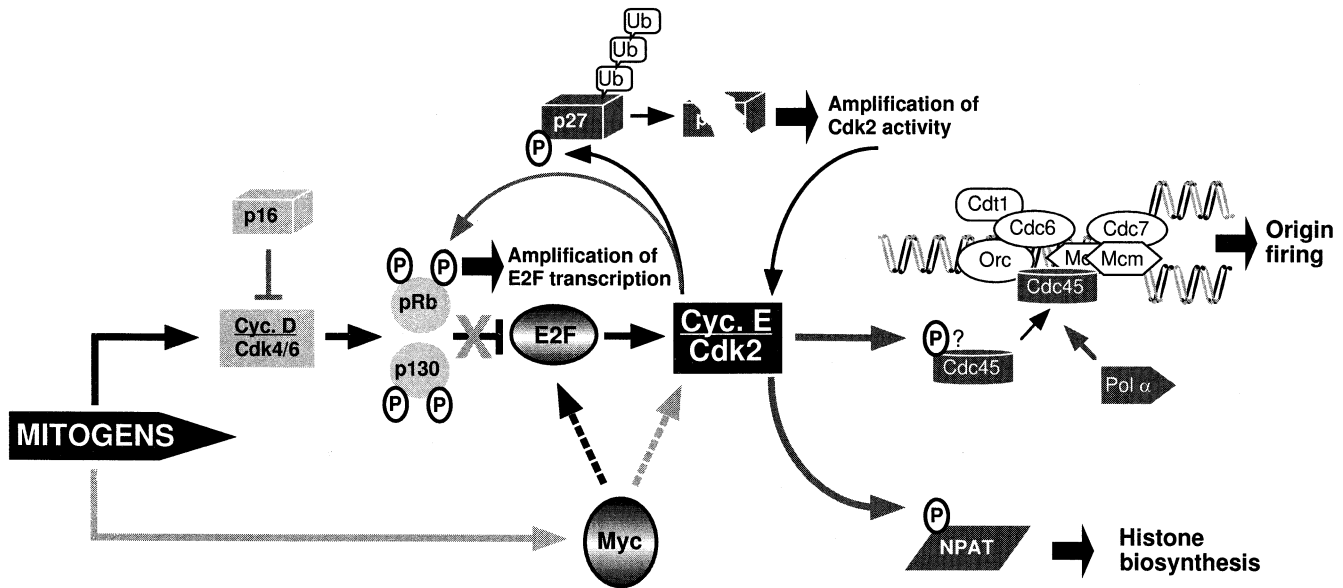 Ub
Ub
Ub
p27
p
Amplification of
Cdk2 activity
P
p16
Cdt1
Cdc6
Cdc7
Orc
Mc
Mcm
Cdc45
Origin
firing
P
P
Amplification of
E2F transcription
pRb
Cyc. D
Cdk4/6
X
E2F
Cyc. E
Cdk2
p130
P
P
P
?
Cdc45
Pol α
MITOGENS
Myc
P
NPAT
Histone
biosynthesis